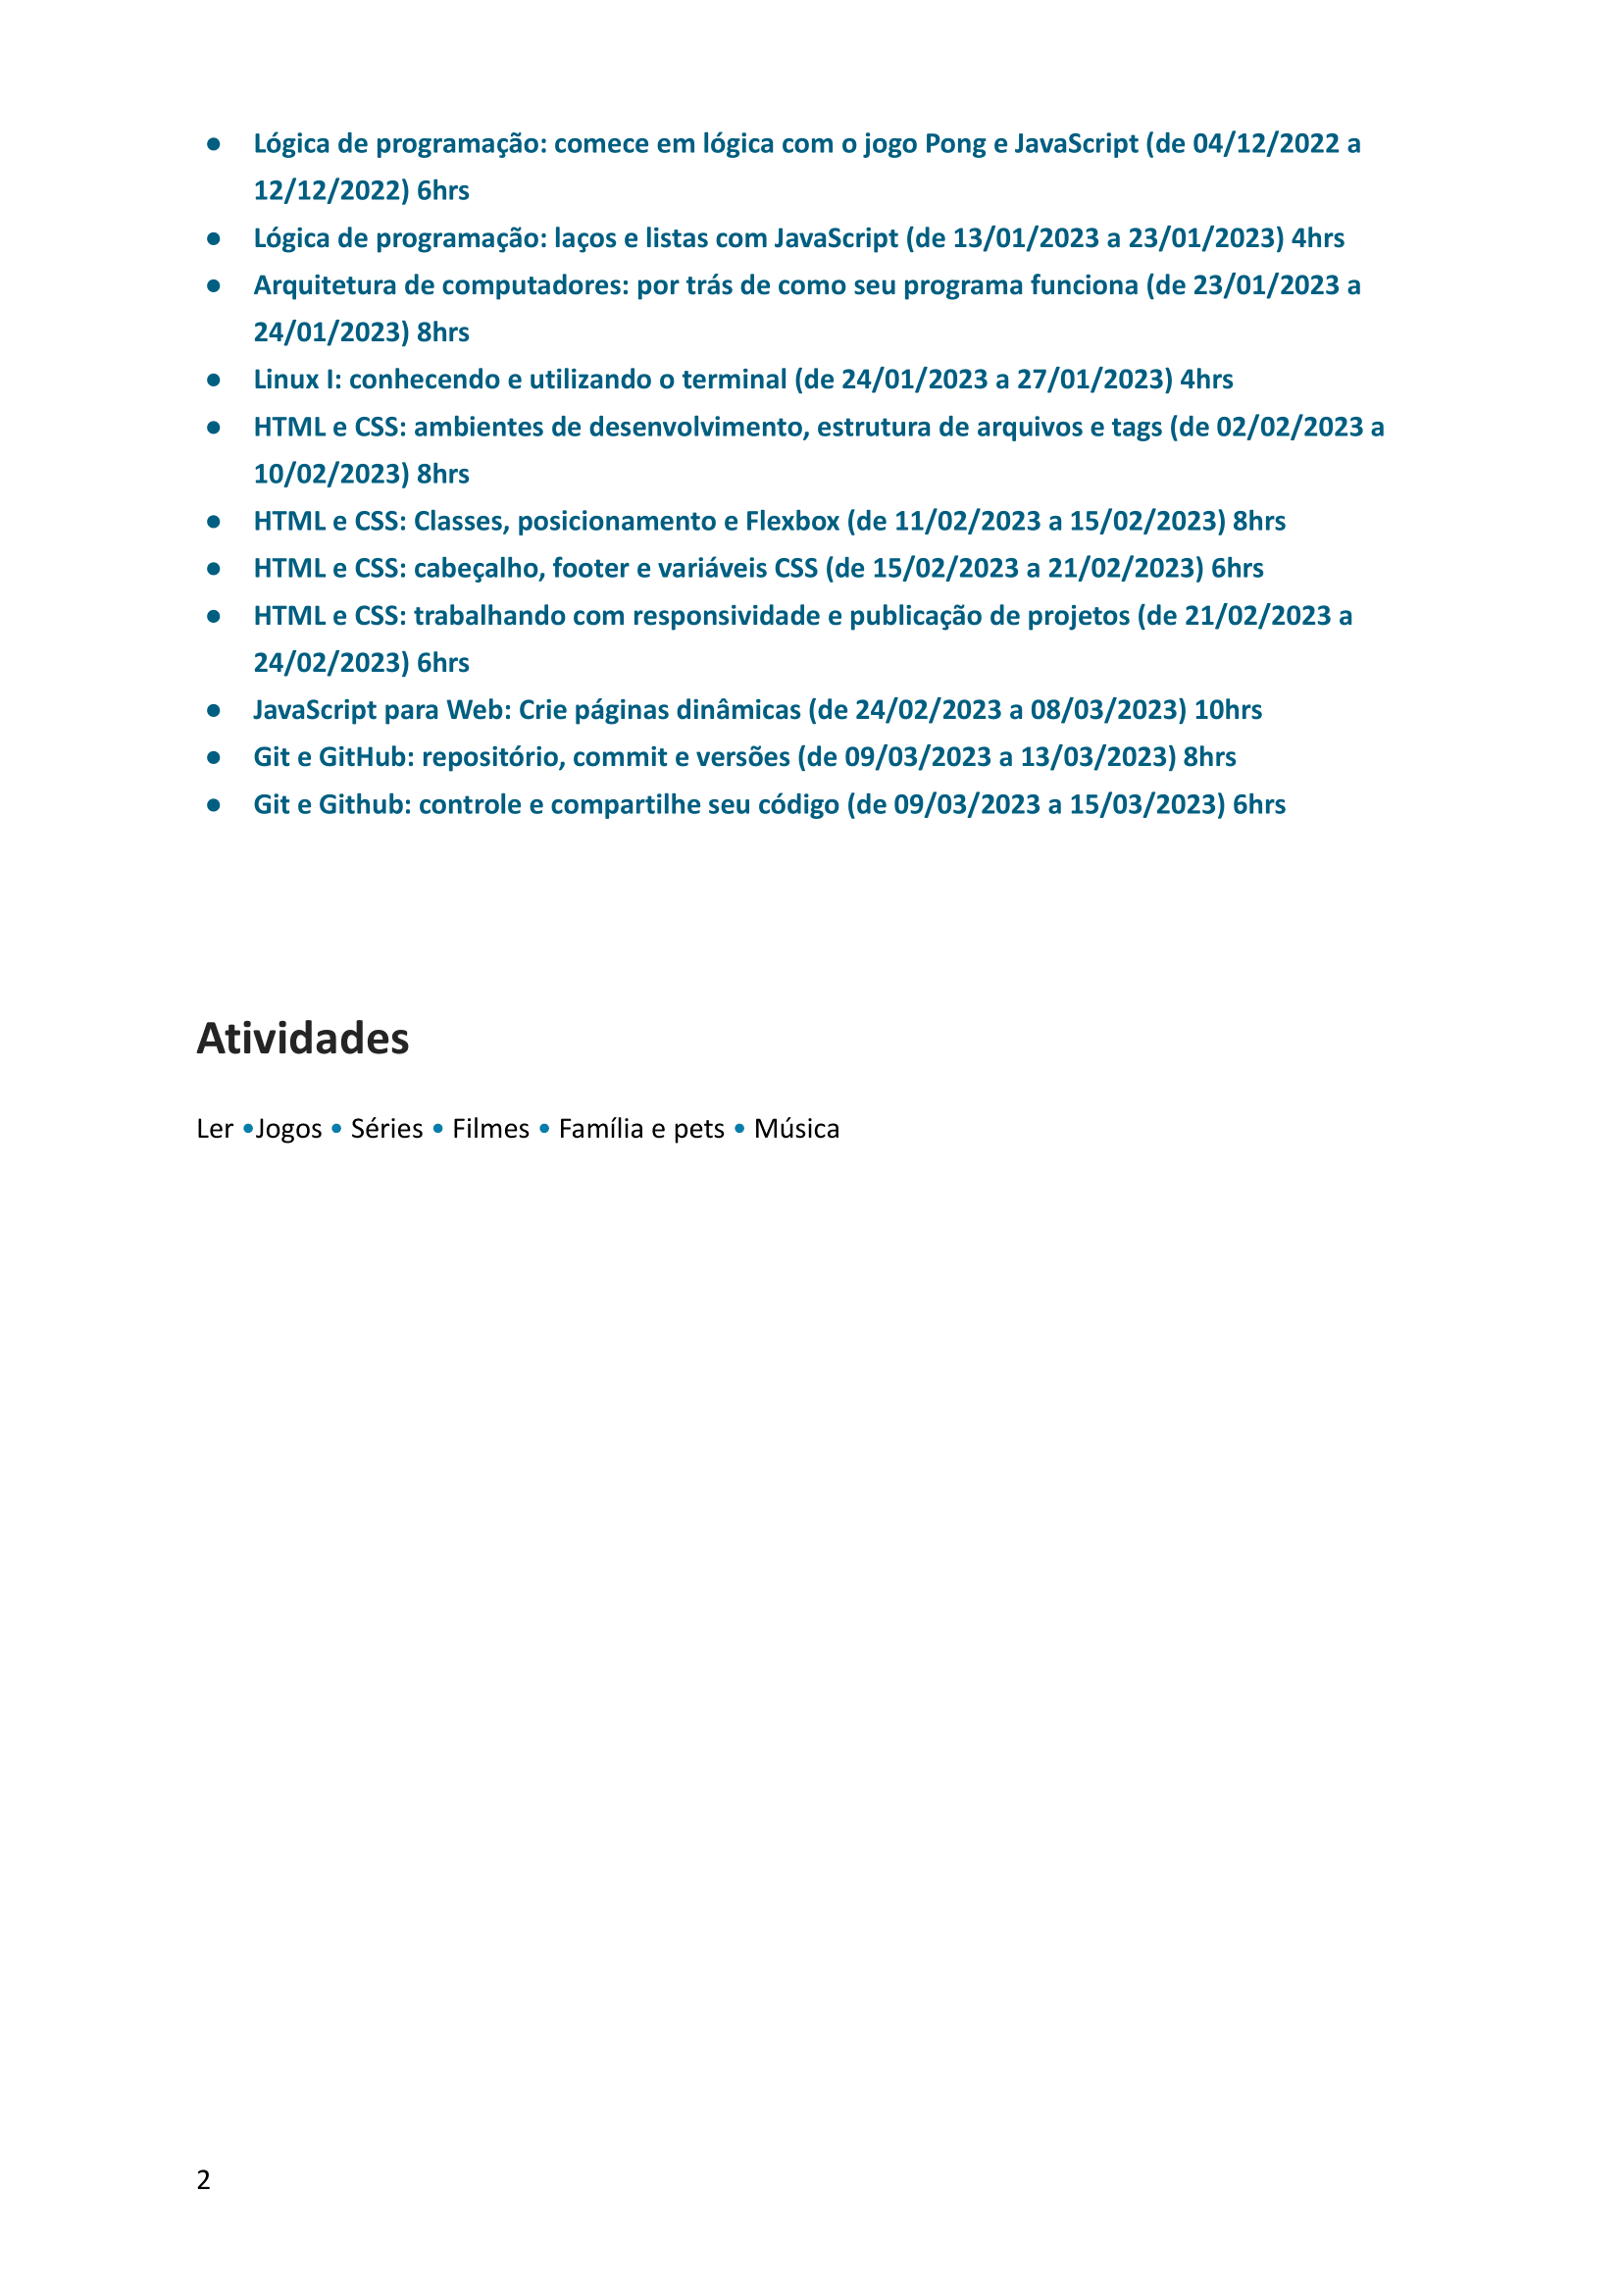 ● Lógica de programação: comece em lógica com o jogo Pong e JavaScript (de 04/12/2022 a
12/12/2022) 6hrs
● Lógica de programação: laços e listas com JavaScript (de 13/01/2023 a 23/01/2023) 4hrs
● Arquitetura de computadores: por trás de como seu programa funciona (de 23/01/2023 a
24/01/2023) 8hrs
● Linux I: conhecendo e utilizando o terminal (de 24/01/2023 a 27/01/2023) 4hrs
● HTML e CSS: ambientes de desenvolvimento, estrutura de arquivos e tags (de 02/02/2023 a
10/02/2023) 8hrs
● HTML e CSS: Classes, posicionamento e Flexbox (de 11/02/2023 a 15/02/2023) 8hrs
● HTML e CSS: cabeçalho, footer e variáveis CSS (de 15/02/2023 a 21/02/2023) 6hrs
● HTML e CSS: trabalhando com responsividade e publicação de projetos (de 21/02/2023 a
24/02/2023) 6hrs
● JavaScript para Web: Crie páginas dinâmicas (de 24/02/2023 a 08/03/2023) 10hrs
● Git e GitHub: repositório, commit e versões (de 09/03/2023 a 13/03/2023) 8hrs
● Git e Github: controle e compartilhe seu código (de 09/03/2023 a 15/03/2023) 6hrs
Atividades
Ler •Jogos • Séries • Filmes • Família e pets • Música
2